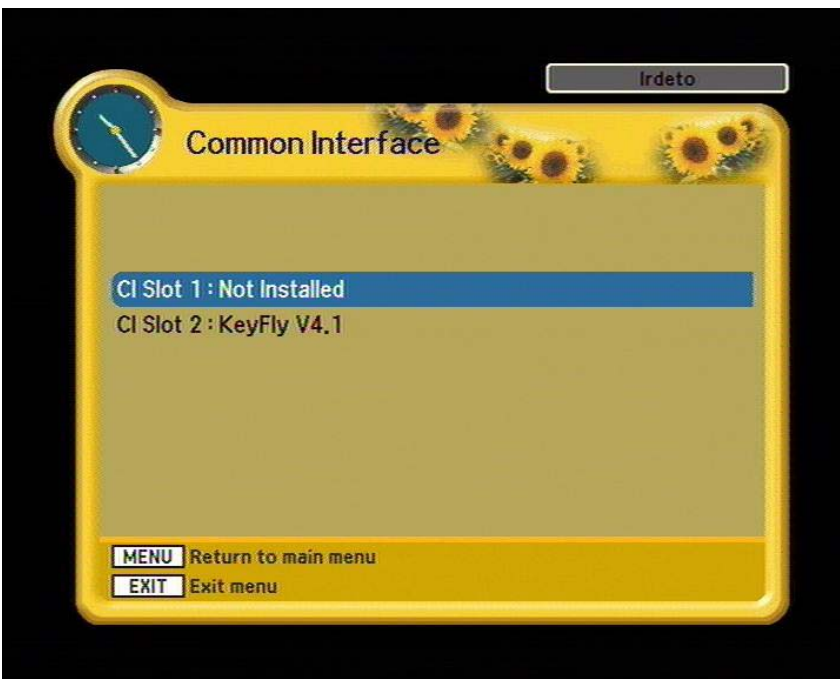 Irdeto
Common Interface
CI Slot 1 : Not Installed
CI Slot 2 : KeyFly V4.1
MENU Return to main menu
EXIT Exit menu